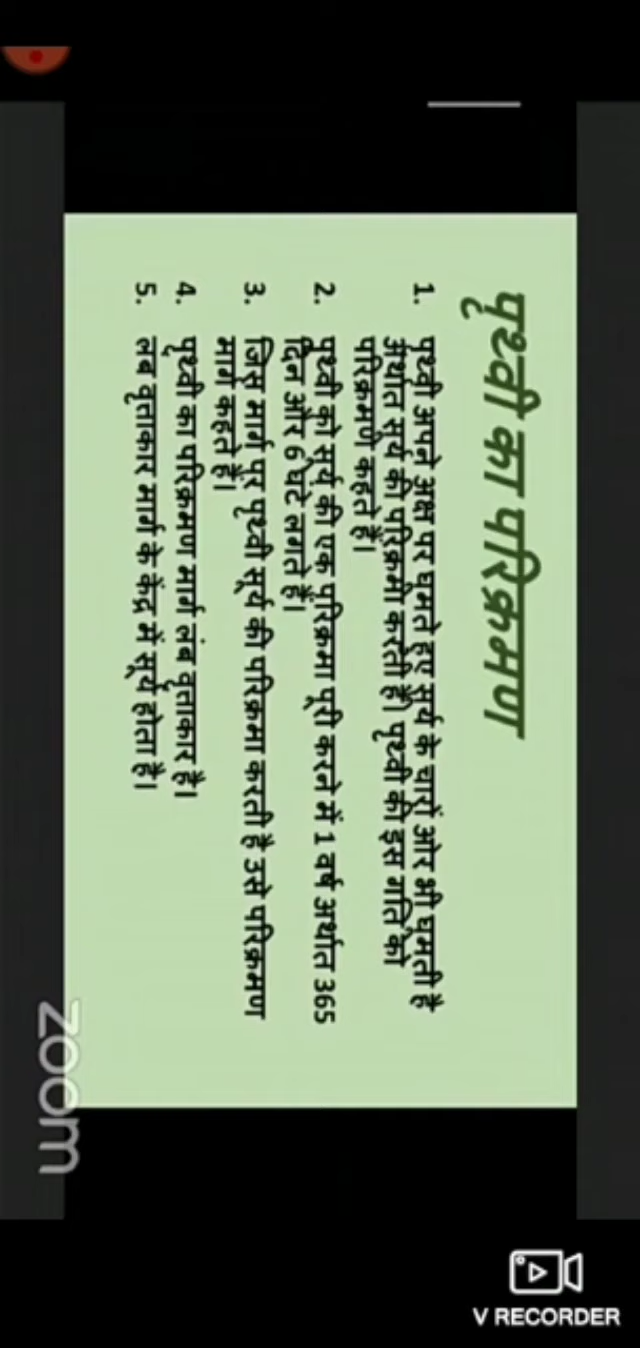 पृथ्वी का परिक्रमण
1. पृथ्वी अपने अक्ष पर घूमते हुए सूर्य के चारों ओर भी घूमती है
अर्थात सूर्य की परिक्रमा करती है। पृथ्वी की इस गति को
परिक्रमण कहते हैं।
2. पृथ्वी को सूर्य की एक परिक्रमा पूरी करने में 1 वर्ष अर्थात 365
दिन और 6 घंटे लगते हैं।
3. जिस मार्ग पर पृथ्वी सूर्य की परिक्रमा करती है उसे परिक्रमण
मार्ग कहते हैं।
4. पृथ्वी का परिक्रमण मार्ग लंब वृत्ताकार है।
5. लंब वृत्ताकार मार्ग के केंद्र में सूर्य होता है।
zoom
V RECORDER